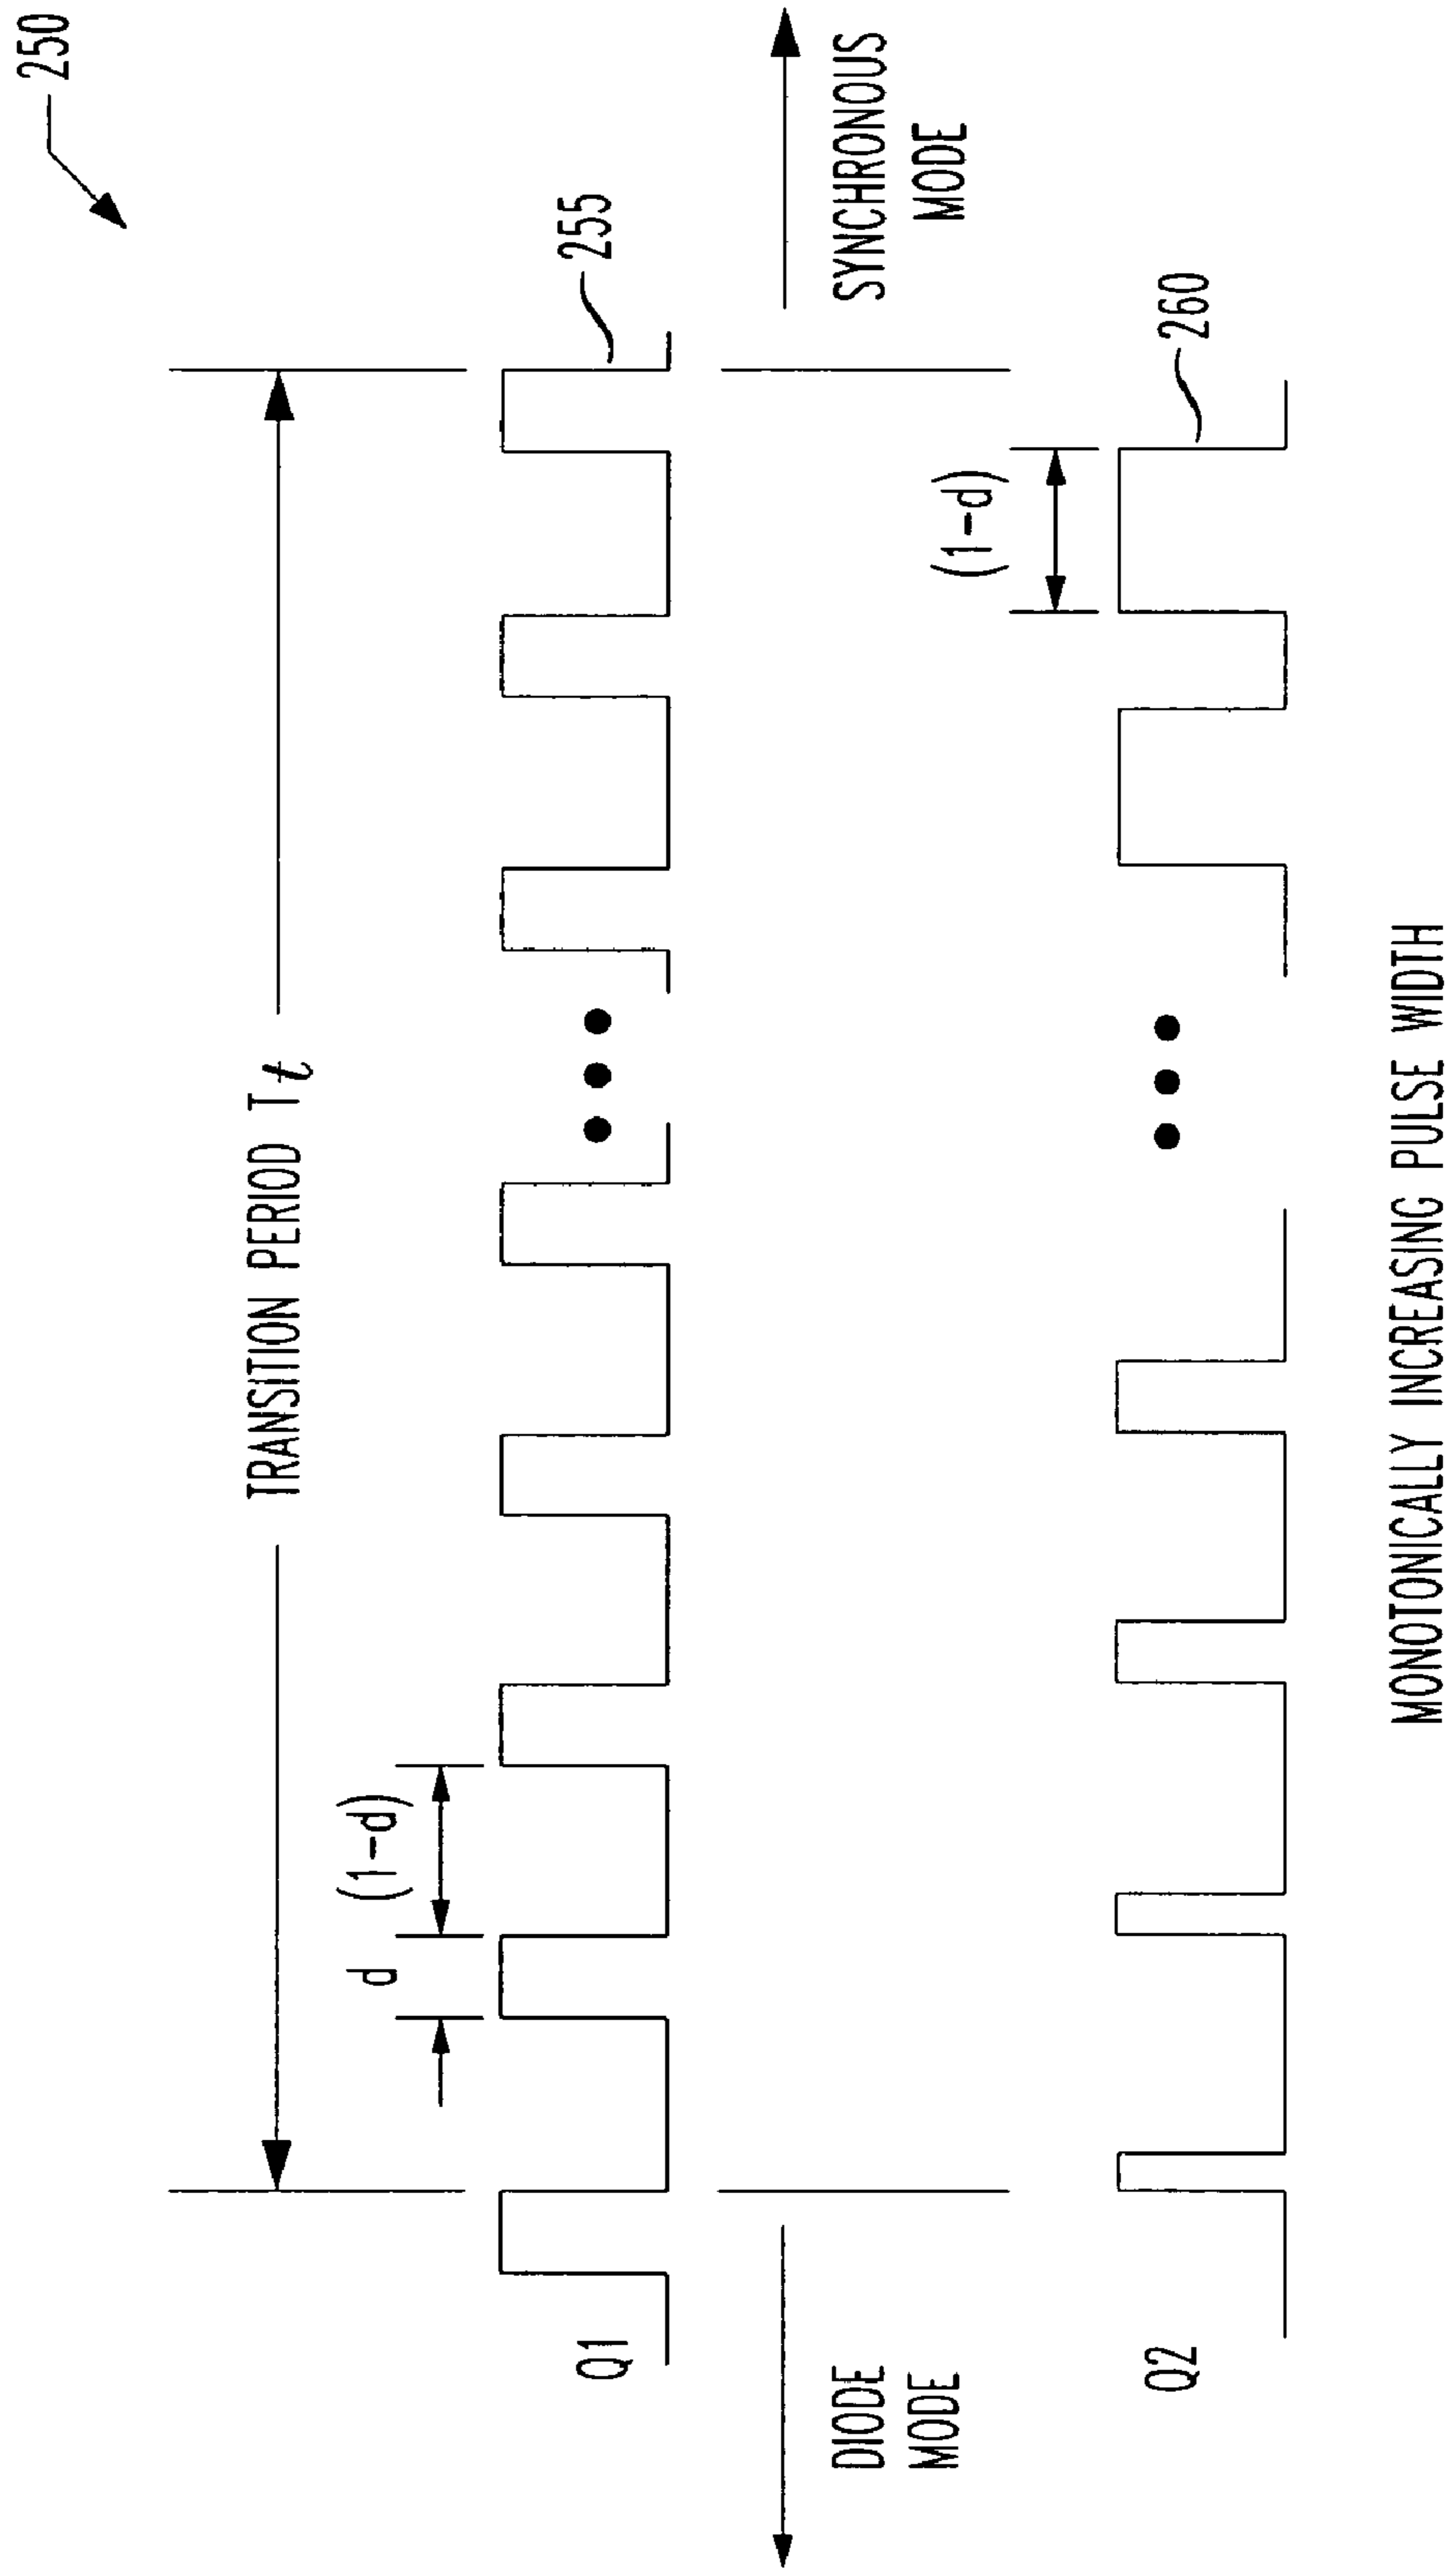 250
TRANSITION PERIOD Tt
d
(1-d)
255
Q1
DIODE
MODE
SYNCHRONOUS
MODE
(1-d)
260
Q2
MONOTONICALLY INCREASING PULSE WIDTH